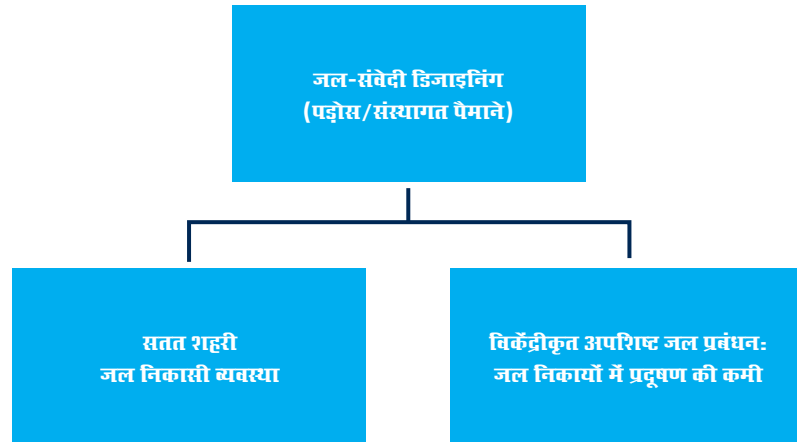 जल-संवेदी डिजाइनिंग
(पड़ोस/संस्थागत पैमाने)
सतत शहरी
जल निकासी व्यवस्था
विकेंद्रीकृत अपशिष्ट जल प्रबंधन:
जल निकायों में प्रदूषण की कमी